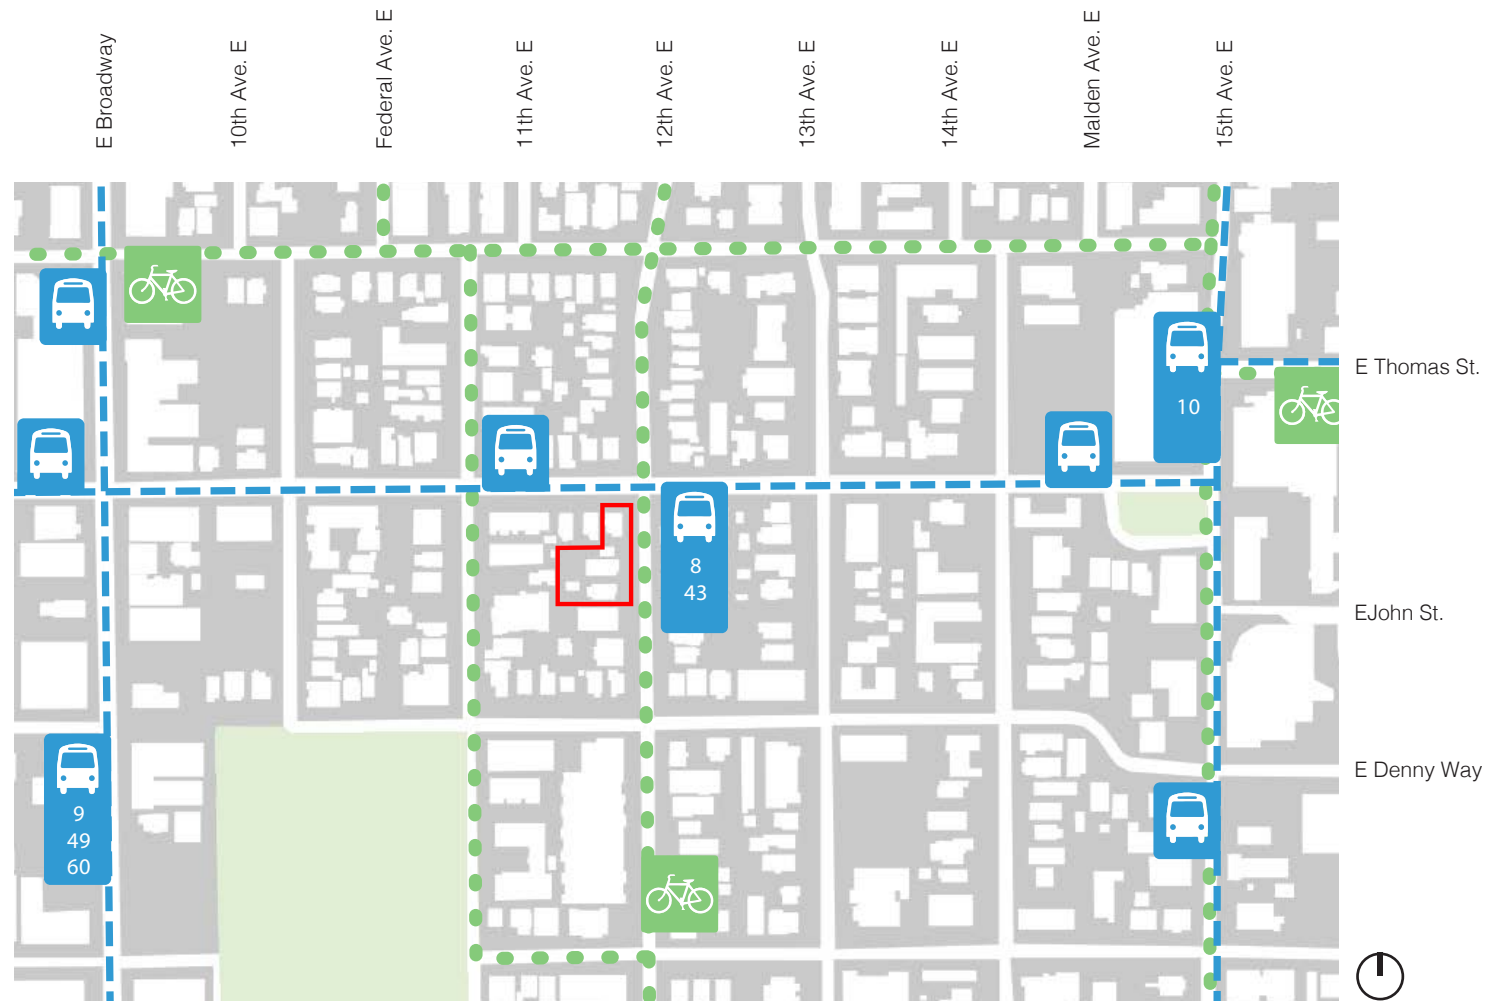 E Broadway
10th Ave. E
Federal Ave. E
11th Ave. E
12th Ave. E
13th Ave. E
14th Ave. E
Malden Ave. E
15th Ave. E
E Thomas St.
10
8
43
EJohn St.
E Denny Way
9
49
60